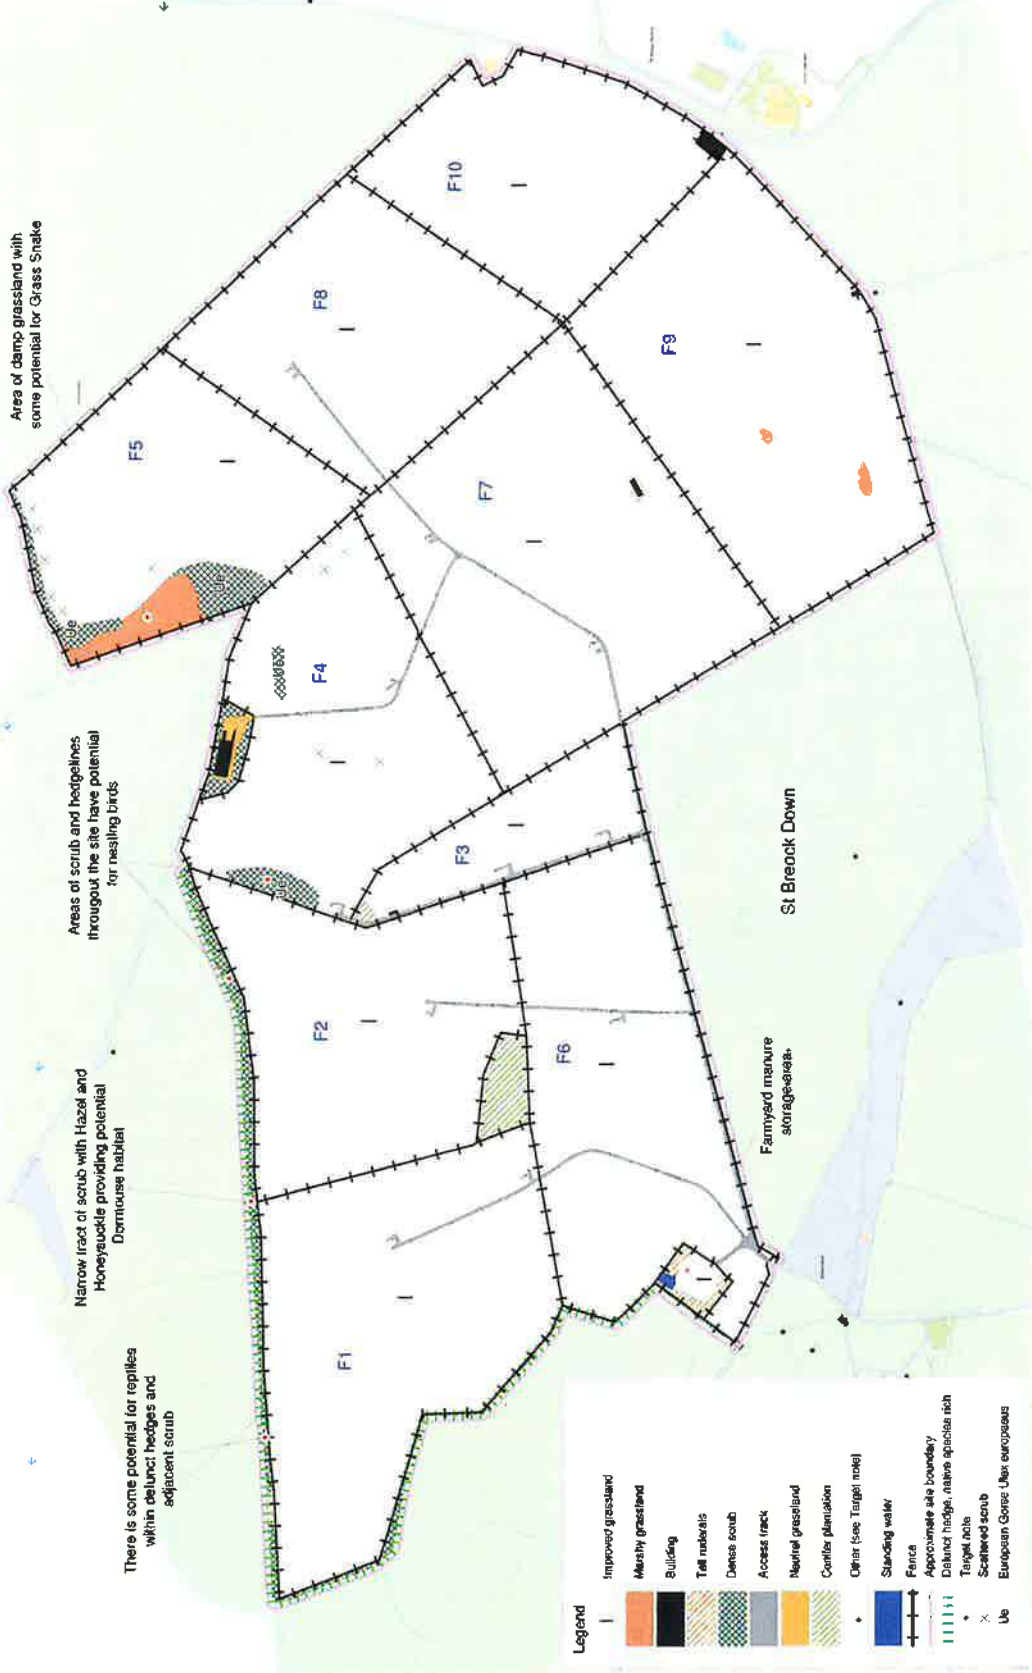 There is some potential for reptiles
within defunct hedges and
adjacent scrub
Narrow tract of scrub with Hazel and
Honeysuckle providing potential
Dormouse habitat
Areas of scrub and hedgelines
througout the site have potential
for nesting birds
Area of damp grassland with
some potential for Grass Snake
F1
F2
F3
F4
F5
F6
F7
F8
F9
F10
Ue
Ue
Ue
St Breock Down
Farmyard manure
storage area.
Legend
Improved grassland
Marshy grassland
Building
Tall ruderals
Dense scrub
Access track
Neutral grassland
Conifer plantation
Other (see Target note)
Standing water
Fence
Approximate site boundary
Defunct hedge, native species rich
Target note
Scattered scrub
Ue European Gorse Ulex europaeus